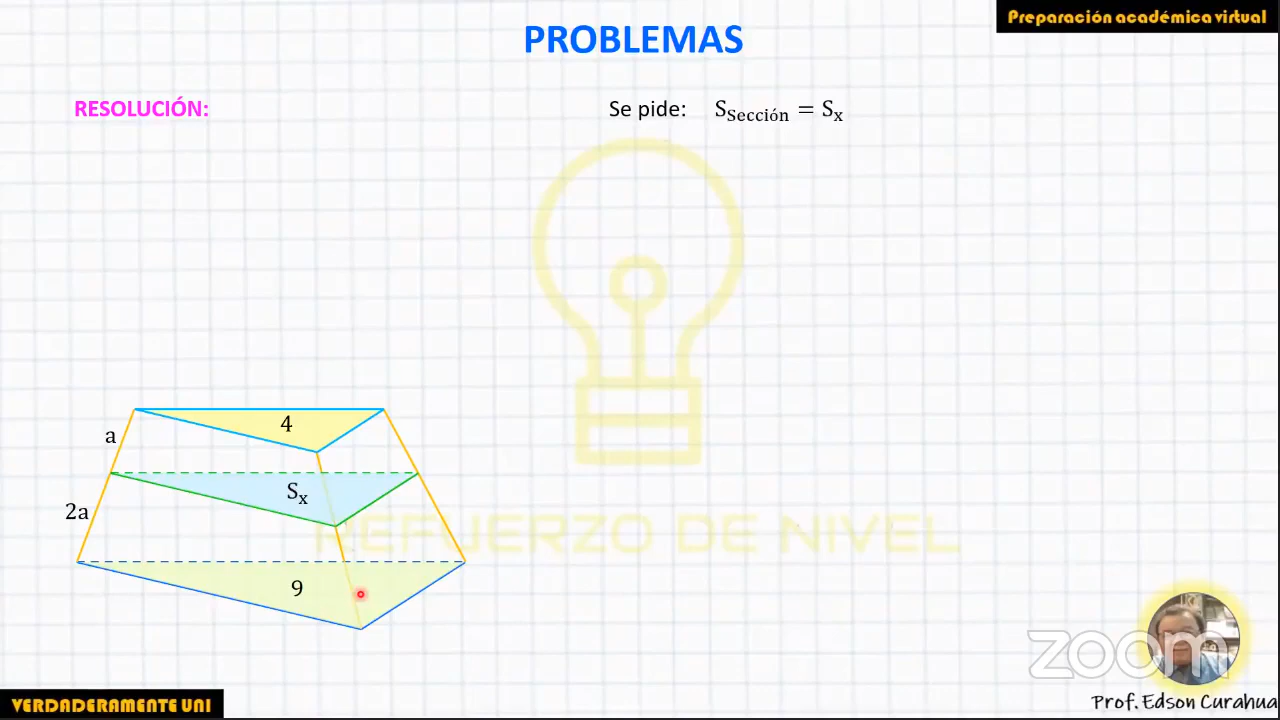 Preparación académica virtual
PROBLEMAS
RESOLUCIÓN:
Se pide: S_Sección = S_x
4
a
S_x
2a
REFUERZO DE NIVEL
9
zoom
VERDADERAMENTE UNI
Prof. Edson Curahua